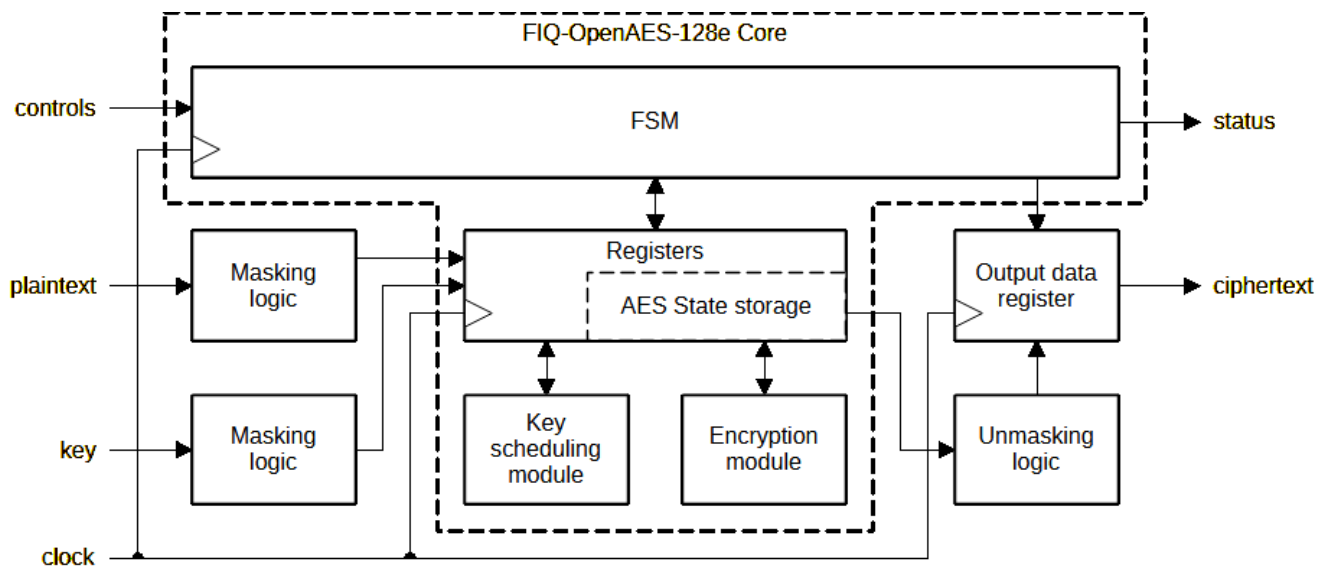 FIQ-OpenAES-128e Core
controls
FSM
status
plaintext
Masking
logic
Registers
AES State storage
Output data
register
ciphertext
key
Masking
logic
Key
scheduling
module
Encryption
module
Unmasking
logic
clock